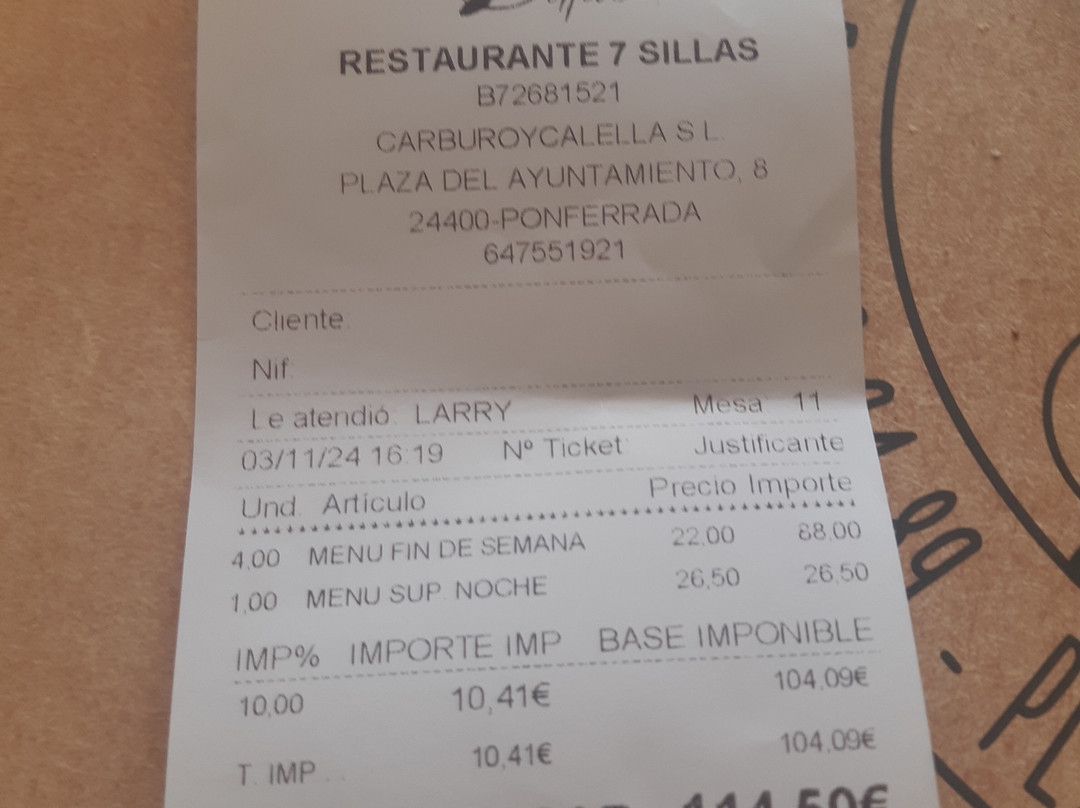 RESTAURANTE 7 SILLAS
B72681521
CARBUROYCALELLA S L.
PLAZA DEL AYUNTAMIENTO, 8
24400-PONFERRADA
647551921
Cliente:
Nif:
Le atendió: LARRY Mesa: 11
03/11/24 16:19 Nº Ticket: Justificante
Und. Artículo Precio Importe
4,00 MENU FIN DE SEMANA 22,00 88,00
1,00 MENU SUP. NOCHE 26,50 26,50
IMP% IMPORTE IMP BASE IMPONIBLE
10,00 10,41€ 104,09€
T. IMP... 10,41€ 104,09€
114,50€